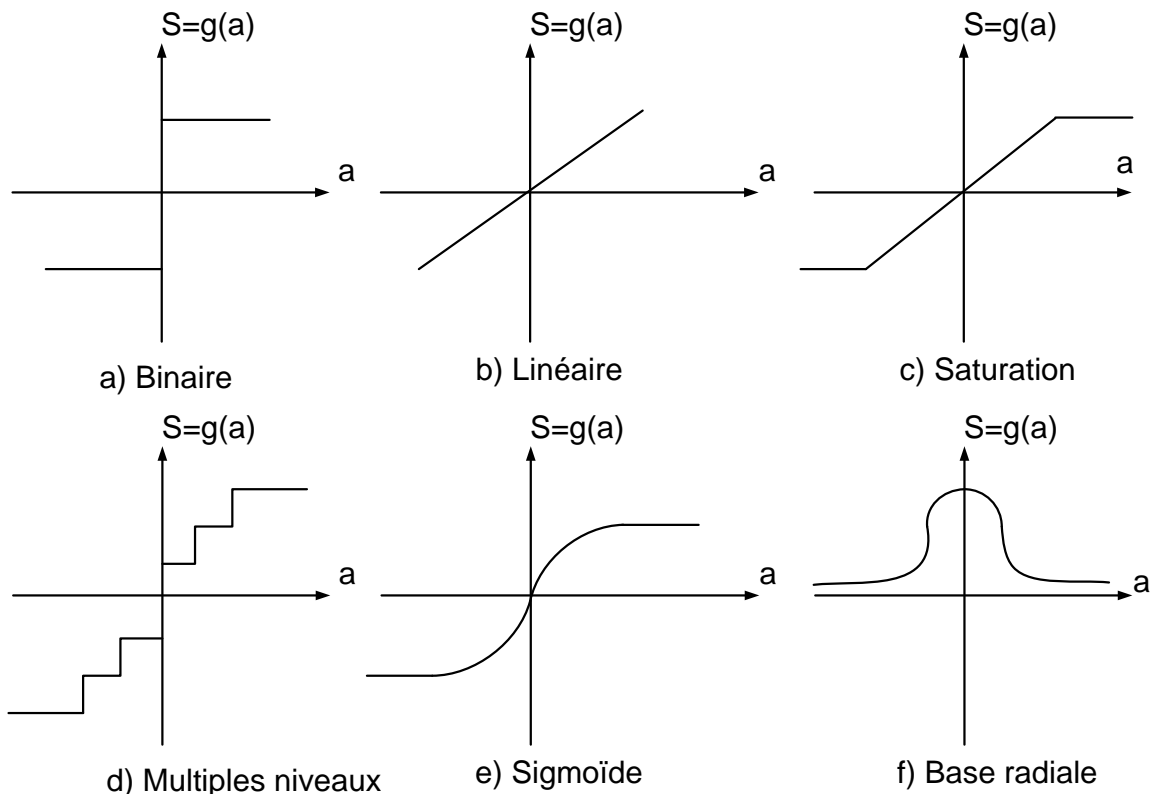 S=g(a)
a
a) Binaire
S=g(a)
a
b) Linéaire
S=g(a)
a
c) Saturation
S=g(a)
a
d) Multiples niveaux
S=g(a)
a
e) Sigmoïde
S=g(a)
a
f) Base radiale